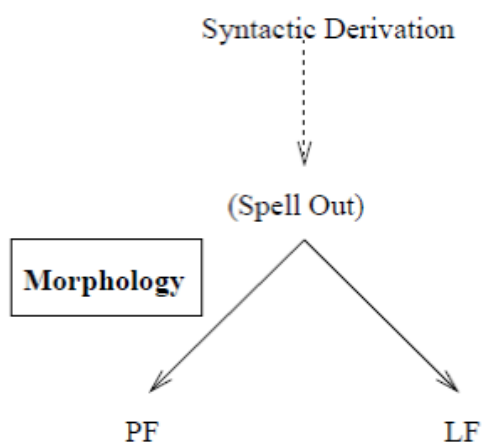 Syntactic Derivation
(Spell Out)
Morphology
PF
LF